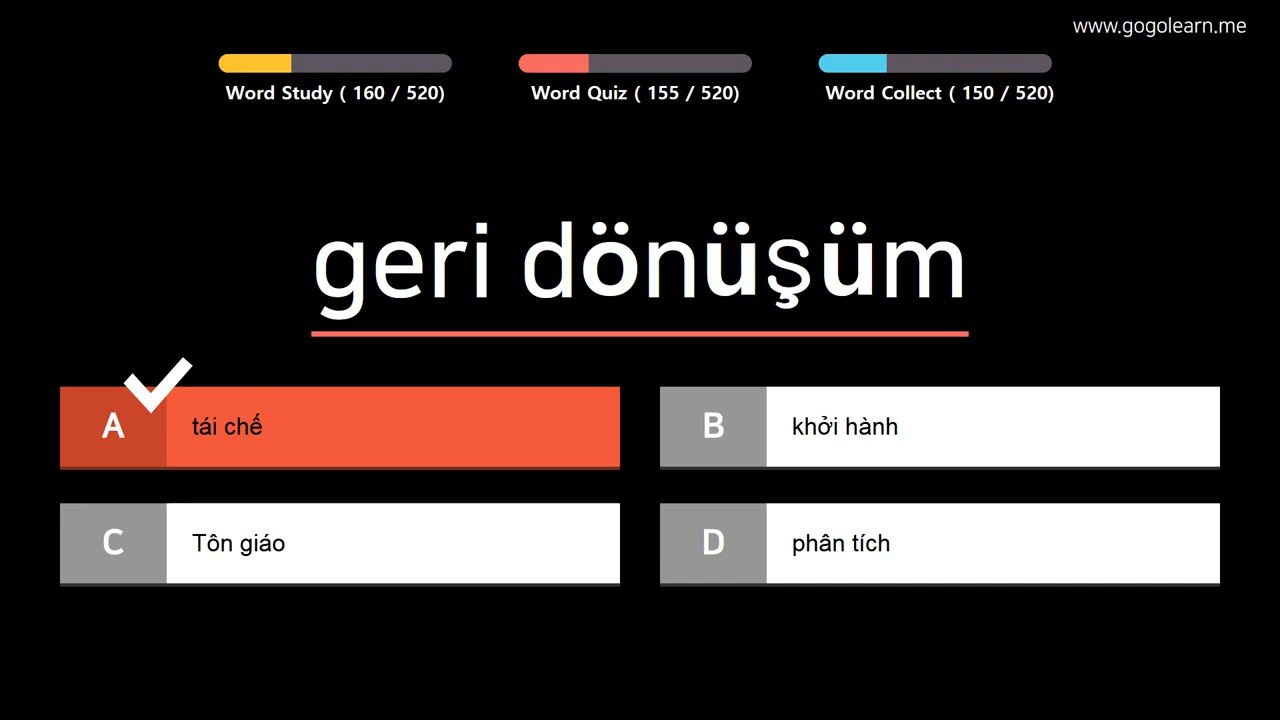 www.gogolearn.me
Word Study ( 160 / 520)
Word Quiz ( 155 / 520)
Word Collect ( 150 / 520)
geri dönüşüm
A tái chế
B khởi hành
C Tôn giáo
D phân tích